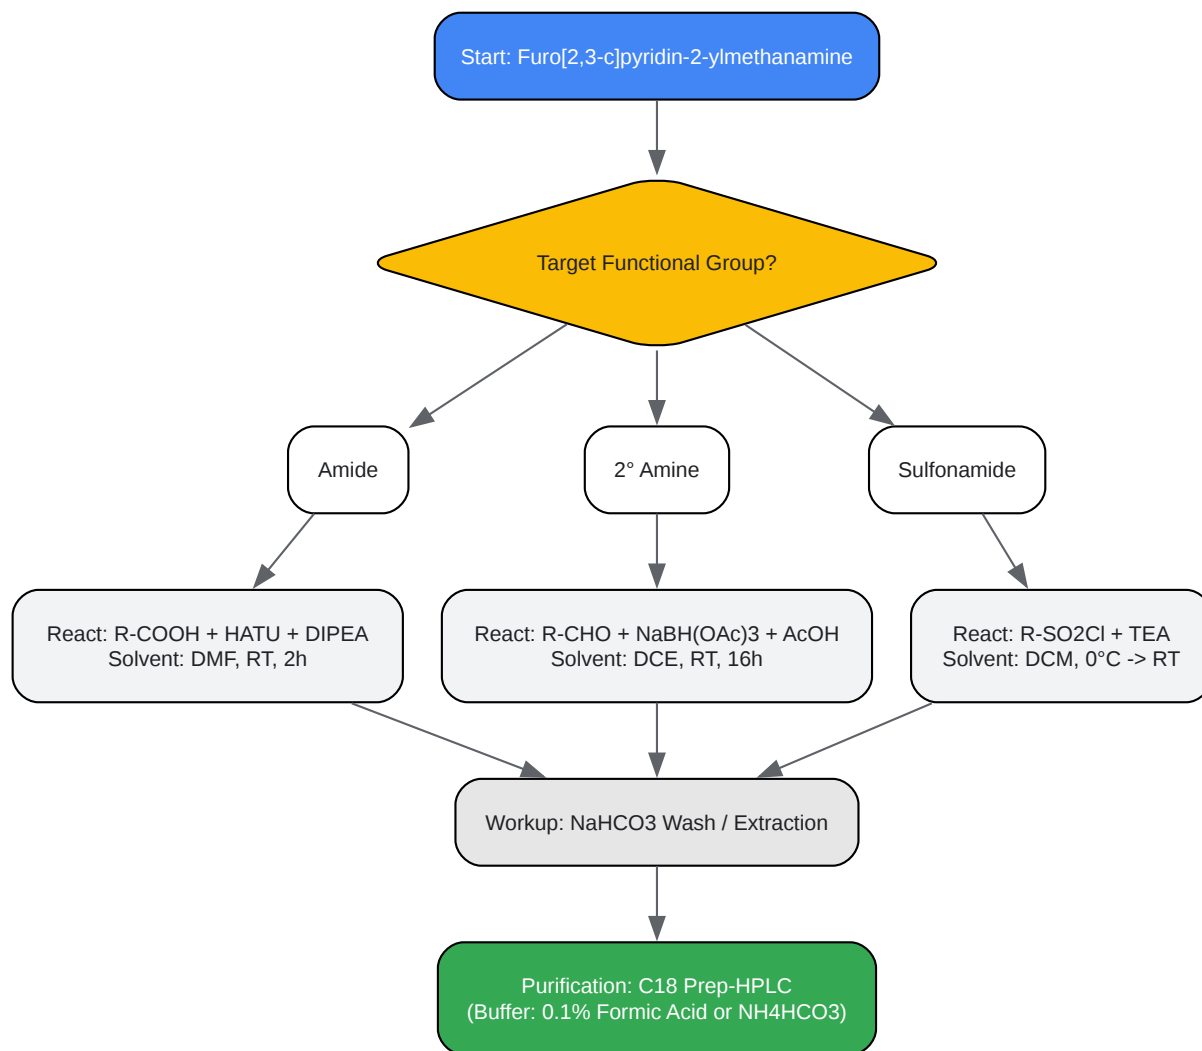 Start: Furo[2,3-c]pyridin-2-ylmethanamine
Target Functional Group?
Amide
2° Amine
Sulfonamide
React: R-COOH + HATU + DIPEA
Solvent: DMF, RT, 2h
React: R-CHO + NaBH(OAc)3 + AcOH
Solvent: DCE, RT, 16h
React: R-SO2Cl + TEA
Solvent: DCM, 0°C -> RT
Workup: NaHCO3 Wash / Extraction
Purification: C18 Prep-HPLC
(Buffer: 0.1% Formic Acid or NH4HCO3)